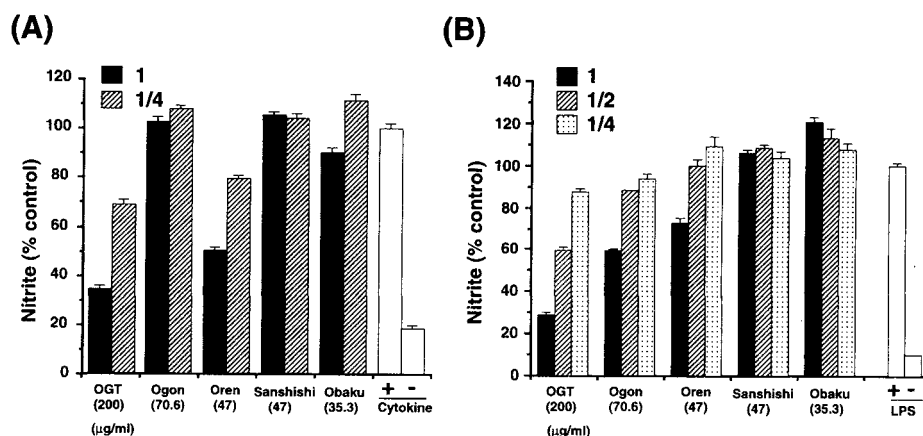 (A)
120
100
80
60
40
20
0
Nitrite (% control)
1
1/4
OGT Ogon Oren Sanshishi Obaku + -
(200) (70.6) (47) (47) (35.3) Cytokine
(μg/ml)
(B)
140
120
100
80
60
40
20
0
Nitrite (% control)
1
1/2
1/4
OGT Ogon Oren Sanshishi Obaku + -
(200) (70.6) (47) (47) (35.3) LPS
(μg/ml)